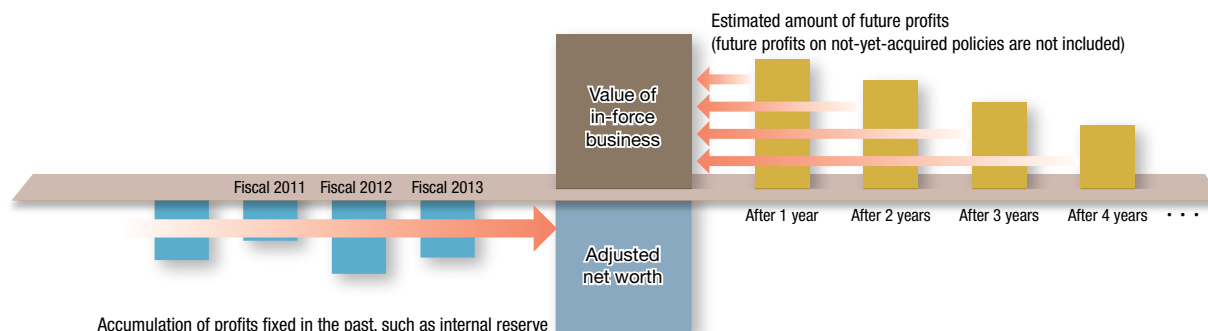 Estimated amount of future profits
(future profits on not-yet-acquired policies are not included)
Value of
in-force
business
Fiscal 2011 Fiscal 2012 Fiscal 2013
After 1 year After 2 years After 3 years After 4 years ・・・
Adjusted
net worth
Accumulation of profits fixed in the past, such as internal reserve